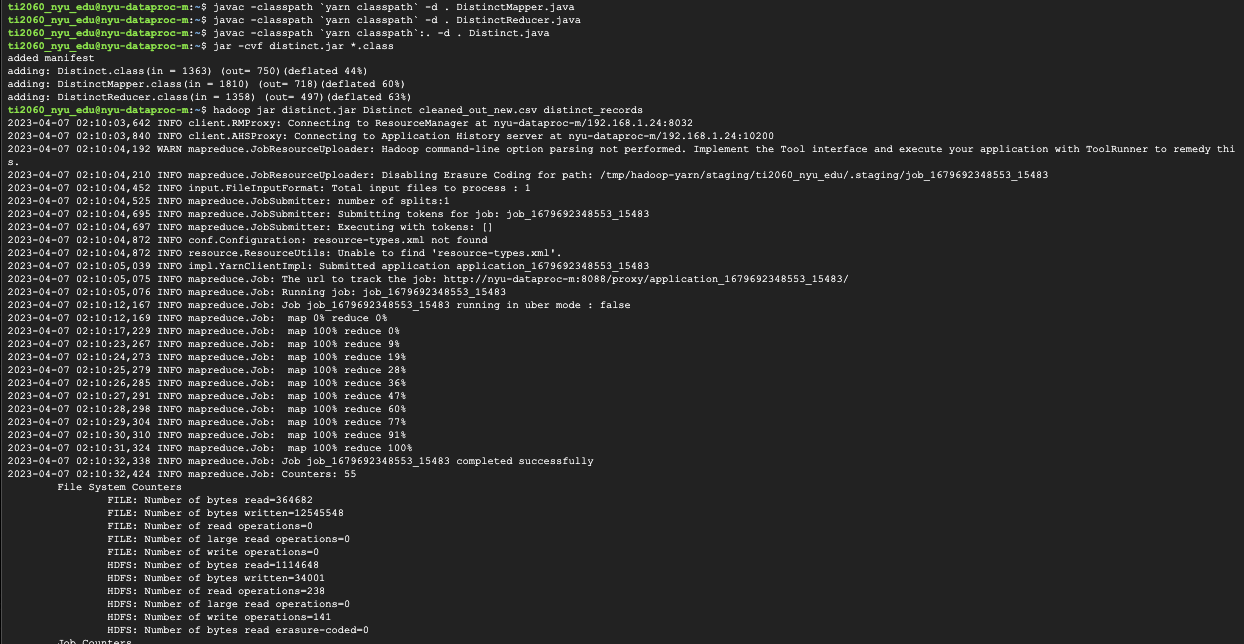 ti2060_nyu_edu@nyu-dataproc-m:~$ javac -classpath `yarn classpath` -d . DistinctMapper.java
ti2060_nyu_edu@nyu-dataproc-m:~$ javac -classpath `yarn classpath` -d . DistinctReducer.java
ti2060_nyu_edu@nyu-dataproc-m:~$ javac -classpath `yarn classpath`:. -d . Distinct.java
ti2060_nyu_edu@nyu-dataproc-m:~$ jar -cvf distinct.jar *.class
added manifest
adding: Distinct.class(in = 1363) (out= 750)(deflated 44%)
adding: DistinctMapper.class(in = 1810) (out= 718)(deflated 60%)
adding: DistinctReducer.class(in = 1358) (out= 497)(deflated 63%)
ti2060_nyu_edu@nyu-dataproc-m:~$ hadoop jar distinct.jar Distinct cleaned_out_new.csv distinct_records
2023-04-07 02:10:03,642 INFO client.RMProxy: Connecting to ResourceManager at nyu-dataproc-m/192.168.1.24:8032
2023-04-07 02:10:03,840 INFO client.AHSProxy: Connecting to Application History server at nyu-dataproc-m/192.168.1.24:10200
2023-04-07 02:10:04,192 WARN mapreduce.JobResourceUploader: Hadoop command-line option parsing not performed. Implement the Tool interface and execute your application with ToolRunner to remedy thi
s.
2023-04-07 02:10:04,210 INFO mapreduce.JobResourceUploader: Disabling Erasure Coding for path: /tmp/hadoop-yarn/staging/ti2060_nyu_edu/.staging/job_1679692348553_15483
2023-04-07 02:10:04,452 INFO input.FileInputFormat: Total input files to process : 1
2023-04-07 02:10:04,525 INFO mapreduce.JobSubmitter: number of splits:1
2023-04-07 02:10:04,695 INFO mapreduce.JobSubmitter: Submitting tokens for job: job_1679692348553_15483
2023-04-07 02:10:04,697 INFO mapreduce.JobSubmitter: Executing with tokens: []
2023-04-07 02:10:04,872 INFO conf.Configuration: resource-types.xml not found
2023-04-07 02:10:04,872 INFO resource.ResourceUtils: Unable to find 'resource-types.xml'.
2023-04-07 02:10:05,039 INFO impl.YarnClientImpl: Submitted application application_1679692348553_15483
2023-04-07 02:10:05,075 INFO mapreduce.Job: The url to track the job: http://nyu-dataproc-m:8088/proxy/application_1679692348553_15483/
2023-04-07 02:10:05,076 INFO mapreduce.Job: Running job: job_1679692348553_15483
2023-04-07 02:10:12,167 INFO mapreduce.Job: Job job_1679692348553_15483 running in uber mode : false
2023-04-07 02:10:12,169 INFO mapreduce.Job:  map 0% reduce 0%
2023-04-07 02:10:17,229 INFO mapreduce.Job:  map 100% reduce 0%
2023-04-07 02:10:23,267 INFO mapreduce.Job:  map 100% reduce 9%
2023-04-07 02:10:24,273 INFO mapreduce.Job:  map 100% reduce 19%
2023-04-07 02:10:25,279 INFO mapreduce.Job:  map 100% reduce 28%
2023-04-07 02:10:26,285 INFO mapreduce.Job:  map 100% reduce 36%
2023-04-07 02:10:27,291 INFO mapreduce.Job:  map 100% reduce 47%
2023-04-07 02:10:28,298 INFO mapreduce.Job:  map 100% reduce 60%
2023-04-07 02:10:29,304 INFO mapreduce.Job:  map 100% reduce 77%
2023-04-07 02:10:30,310 INFO mapreduce.Job:  map 100% reduce 91%
2023-04-07 02:10:31,324 INFO mapreduce.Job:  map 100% reduce 100%
2023-04-07 02:10:32,338 INFO mapreduce.Job: Job job_1679692348553_15483 completed successfully
2023-04-07 02:10:32,424 INFO mapreduce.Job: Counters: 55
File System Counters
FILE: Number of bytes read=364682
FILE: Number of bytes written=12545548
FILE: Number of read operations=0
FILE: Number of large read operations=0
FILE: Number of write operations=0
HDFS: Number of bytes read=1114648
HDFS: Number of bytes written=34001
HDFS: Number of read operations=238
HDFS: Number of large read operations=0
HDFS: Number of write operations=141
HDFS: Number of bytes read erasure-coded=0
Job Counters